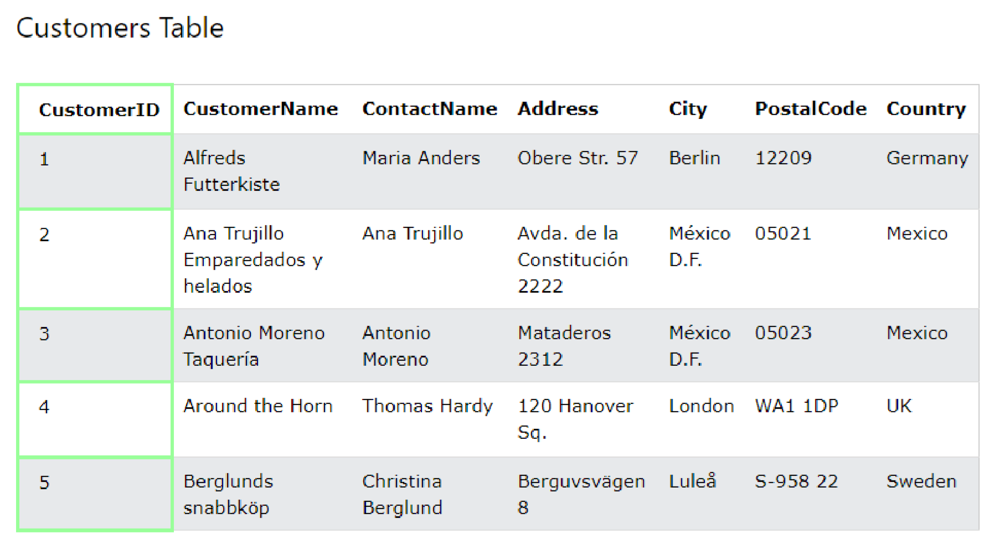 Customers Table
CustomerID CustomerName ContactName Address City PostalCode Country
1 Alfreds Maria Anders Obere Str. 57 Berlin 12209 Germany
Futterkiste
2 Ana Trujillo Ana Trujillo Avda. de la México 05021 Mexico
Emparedados y Constitución D.F.
helados 2222
3 Antonio Moreno Antonio Mataderos México 05023 Mexico
Taquería Moreno 2312 D.F.
4 Around the Horn Thomas Hardy 120 Hanover London WA1 1DP UK
Sq.
5 Berglunds Christina Berguvsvägen Luleå S-958 22 Sweden
snabbköp Berglund 8